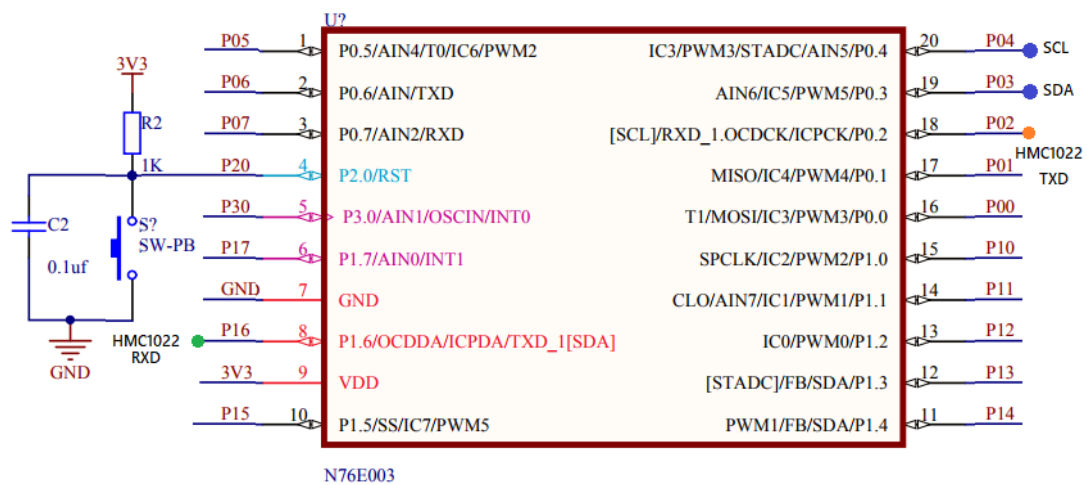 U?
P05 1 P0.5/AIN4/T0/IC6/PWM2 IC3/PWM3/STADC/AIN5/P0.4 20 P04 SCL
3V3
P06 2 P0.6/AIN/TXD AIN6/IC5/PWM5/P0.3 19 P03 SDA
R2
P07 3 P0.7/AIN2/RXD [SCL]/RXD_1.OCDCK/ICPCK/P0.2 18 P02
HMC1022
TXD
1K P20 4 P2.0/RST MISO/IC4/PWM4/P0.1 17 P01
P30 5 P3.0/AIN1/OSCIN/INT0 T1/MOSI/IC3/PWM3/P0.0 16 P00
C2 S?
SW-PB
0.1uf
P17 6 P1.7/AIN0/INT1 SPCLK/IC2/PWM2/P1.0 15 P10
GND 7 GND CLO/AIN7/IC1/PWM1/P1.1 14 P11
HMC1022
RXD
P16 8 P1.6/OCDDA/ICPDA/TXD_1[SDA] IC0/PWM0/P1.2 13 P12
GND
3V3 9 VDD [STADC]/FB/SDA/P1.3 12 P13
P15 10 P1.5/SS/IC7/PWM5 PWM1/FB/SDA/P1.4 11 P14
N76E003